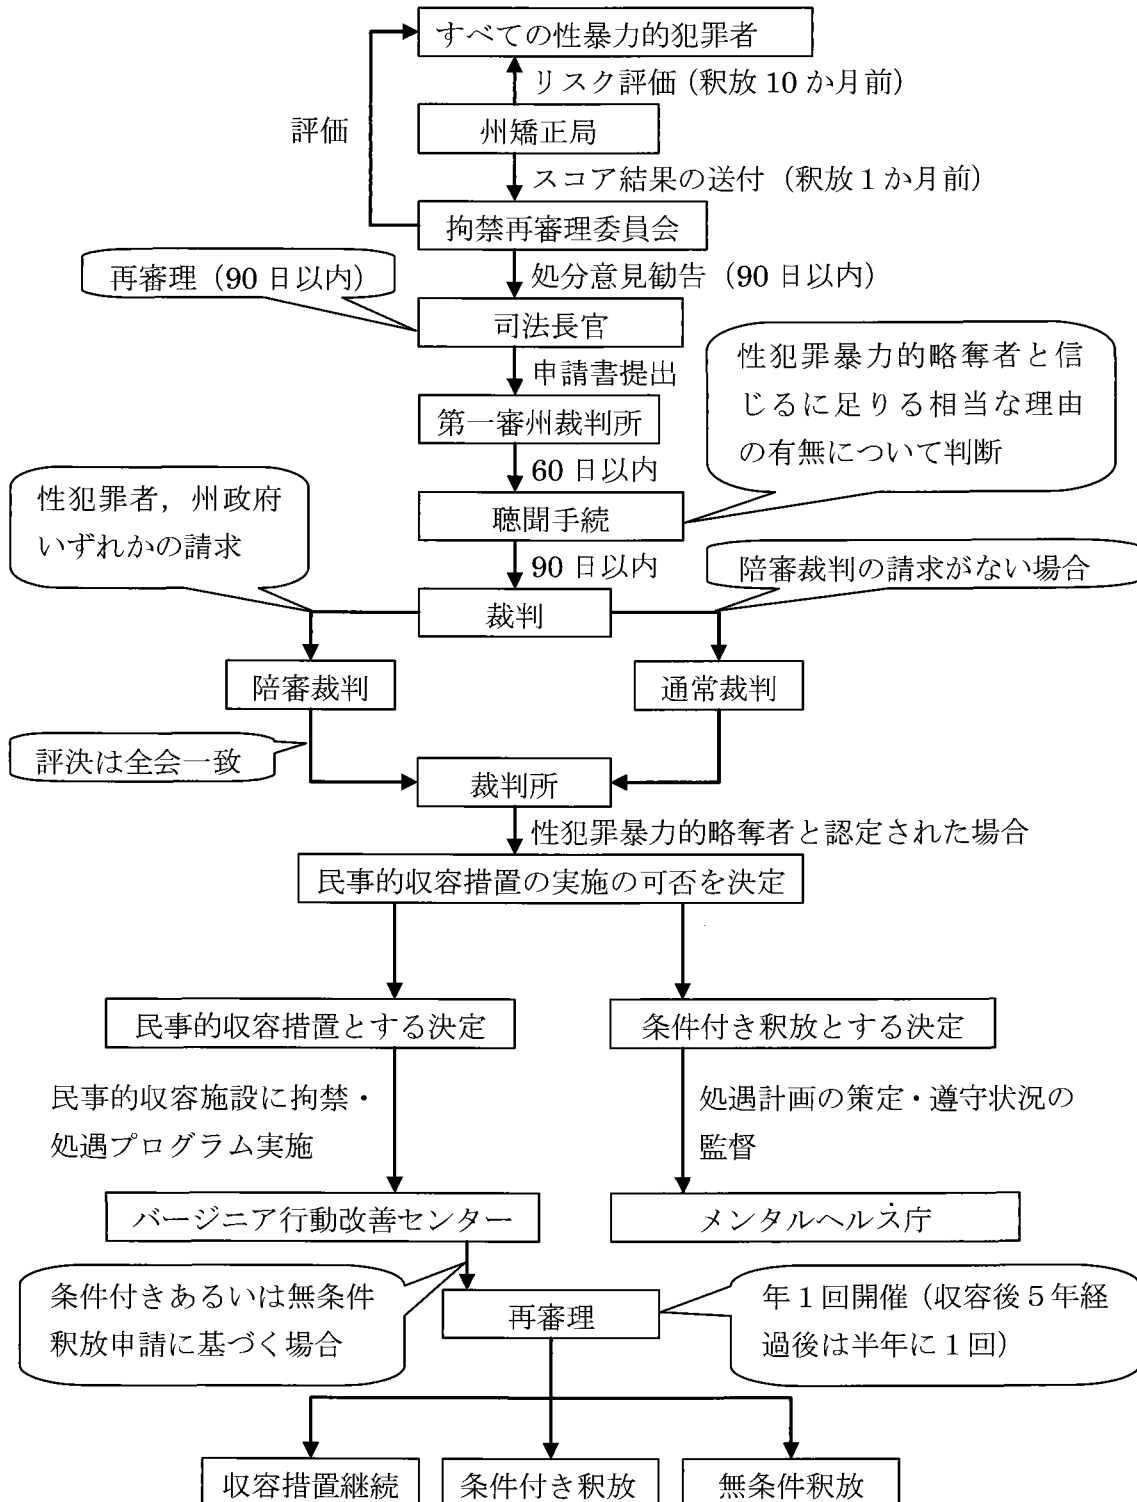 すべての性暴力的犯罪者
リスク評価（釈放 10 か月前）
評価
州矯正局
スコア結果の送付（釈放 1 か月前）
拘禁再審理委員会
再審理（90 日以内）
処分意見勧告（90 日以内）
司法長官
申請書提出
性犯罪暴力的略奪者と信
じるに足りる相当な理由
の有無について判断
第一審州裁判所
60 日以内
性犯罪者，州政府
いずれかの請求
聴聞手続
90 日以内
陪審裁判の請求がない場合
裁判
陪審裁判
通常裁判
評決は全会一致
裁判所
性犯罪暴力的略奪者と認定された場合
民事的収容措置の実施の可否を決定
民事的収容措置とする決定
条件付き釈放とする決定
民事的収容施設に拘禁・
処遇プログラム実施
処遇計画の策定・遵守状況の
監督
バージニア行動改善センター
メンタルヘルス庁
条件付きあるいは無条件
釈放申請に基づく場合
再審理
年 1 回開催（収容後 5 年経
過後は半年に 1 回）
収容措置継続
条件付き釈放
無条件釈放